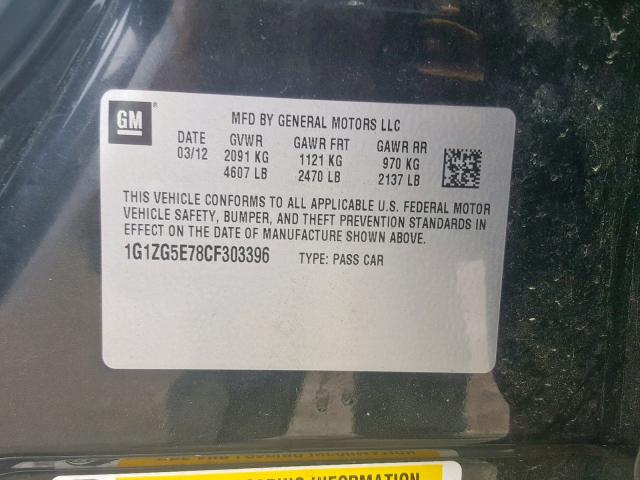 GM
MFD BY GENERAL MOTORS LLC
DATE GVWR GAWR FRT GAWR RR
03/12 2091 KG 1121 KG 970 KG
4607 LB 2470 LB 2137 LB
THIS VEHICLE CONFORMS TO ALL APPLICABLE U.S. FEDERAL MOTOR
VEHICLE SAFETY, BUMPER, AND THEFT PREVENTION STANDARDS IN
EFFECT ON THE DATE OF MANUFACTURE SHOWN ABOVE.
1G1ZG5E78CF303396 TYPE: PASS CAR
INFORMATION